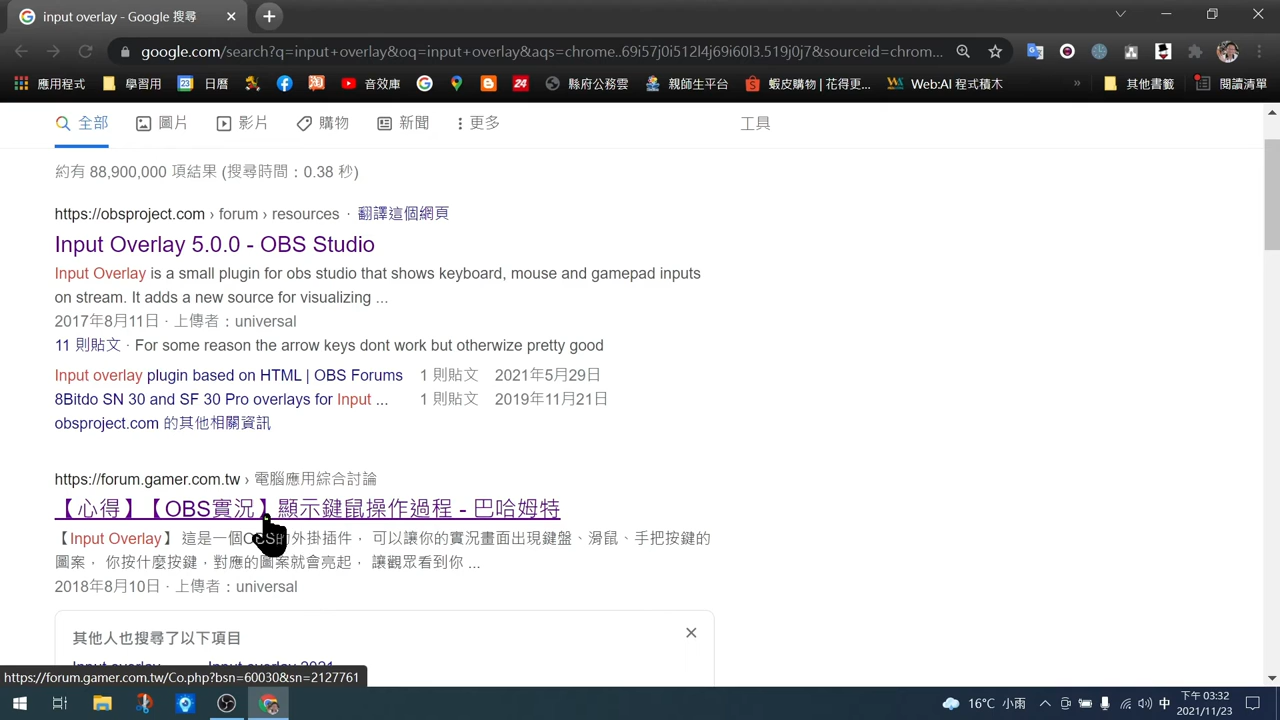 input overlay - Google 搜尋
google.com/search?q=input+overlay&oq=input+overlay&aqs=chrome..69i57j0i512l4j69i60l3.519j0j7&sourceid=chrom...
應用程式 學習用 日曆 淘 音效庫 24 縣府公務雲 親師生平台 蝦皮購物 | 花得更... Web:AI 程式積木 » 其他書籤 閱讀清單
全部 圖片 影片 購物 新聞 更多 工具
約有 88,900,000 項結果 (搜尋時間：0.38 秒)
https://obsproject.com › forum › resources · 翻譯這個網頁
Input Overlay 5.0.0 - OBS Studio
Input Overlay is a small plugin for obs studio that shows keyboard, mouse and gamepad inputs
on stream. It adds a new source for visualizing ...
2017年8月11日 · 上傳者：universal
11 則貼文 · For some reason the arrow keys dont work but otherwize pretty good
Input overlay plugin based on HTML | OBS Forums 1 則貼文 2021年5月29日
8Bitdo SN 30 and SF 30 Pro overlays for Input ... 1 則貼文 2019年11月21日
obsproject.com 的其他相關資訊
https://forum.gamer.com.tw › 電腦應用綜合討論
【心得】【OBS實況】顯示鍵鼠操作過程 - 巴哈姆特
【Input Overlay】 這是一個OBS的外掛插件， 可以讓你的實況畫面出現鍵盤、滑鼠、手把按鍵的
圖案， 你按什麼按鍵，對應的圖案就會亮起， 讓觀眾看到你 ...
2018年8月10日 · 上傳者：universal
其他人也搜尋了以下項目
Input overlay Input overlay 2021
https://forum.gamer.com.tw/Co.php?bsn=60030&sn=2127761
16°C 小雨 中 下午 03:32
2021/11/23